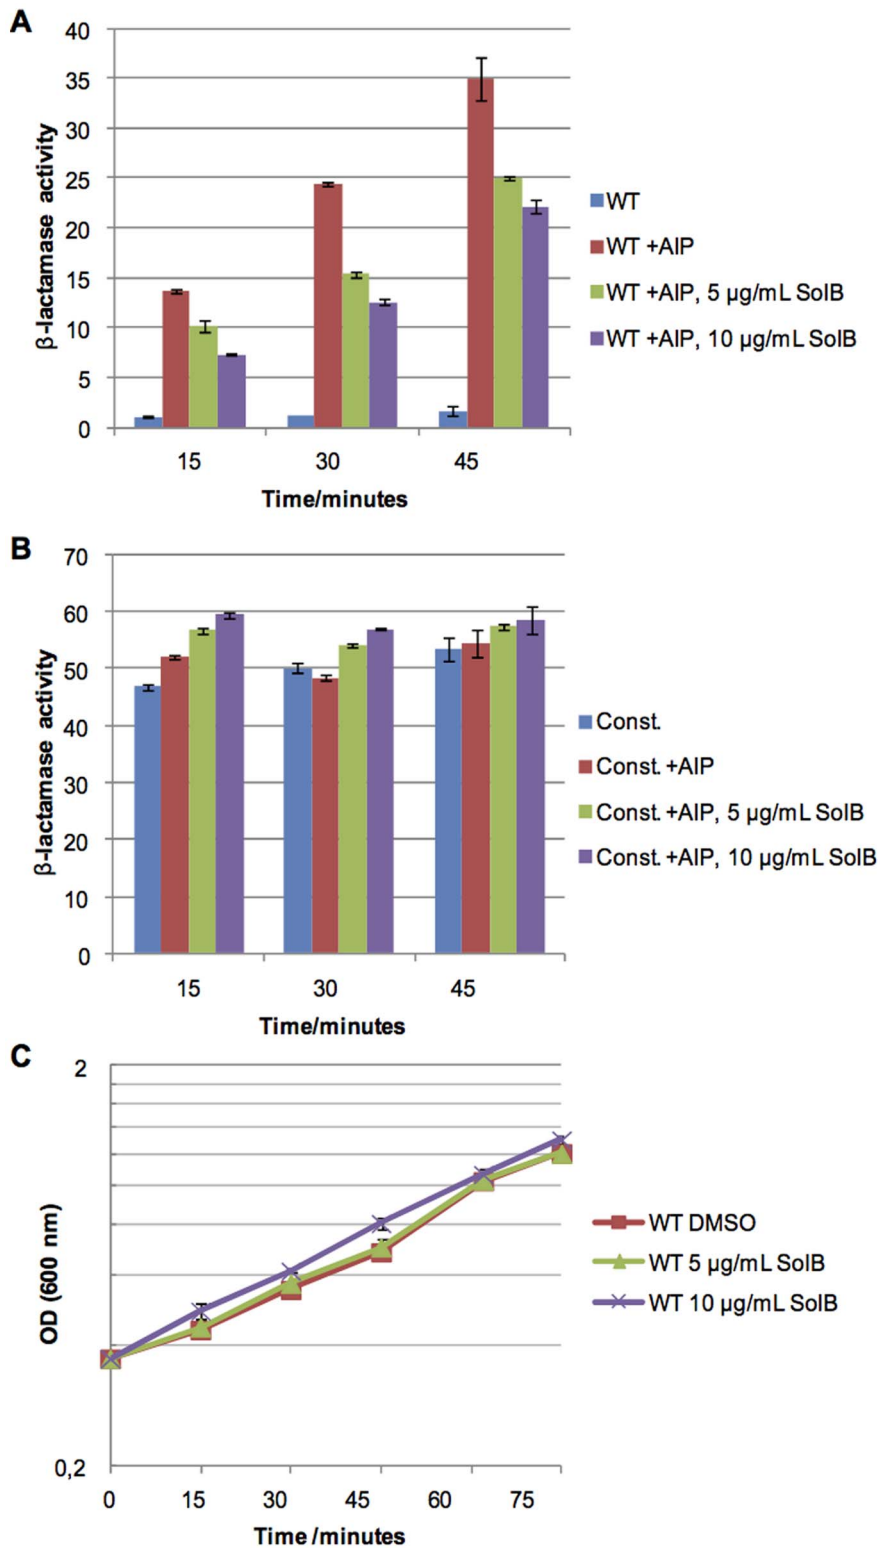 A
40
35
30
25
20
15
10
5
0
β-lactamase activity
15 30 45
Time/minutes
WT
WT +AIP
WT +AIP, 5 µg/mL SolB
WT +AIP, 10 µg/mL SolB
B
70
60
50
40
30
20
10
0
β-lactamase activity
15 30 45
Time/minutes
Const.
Const. +AIP
Const. +AIP, 5 µg/mL SolB
Const. +AIP, 10 µg/mL SolB
C
2
0,2
OD (600 nm)
0 15 30 45 60 75
Time /minutes
WT DMSO
WT 5 µg/mL SolB
WT 10 µg/mL SolB